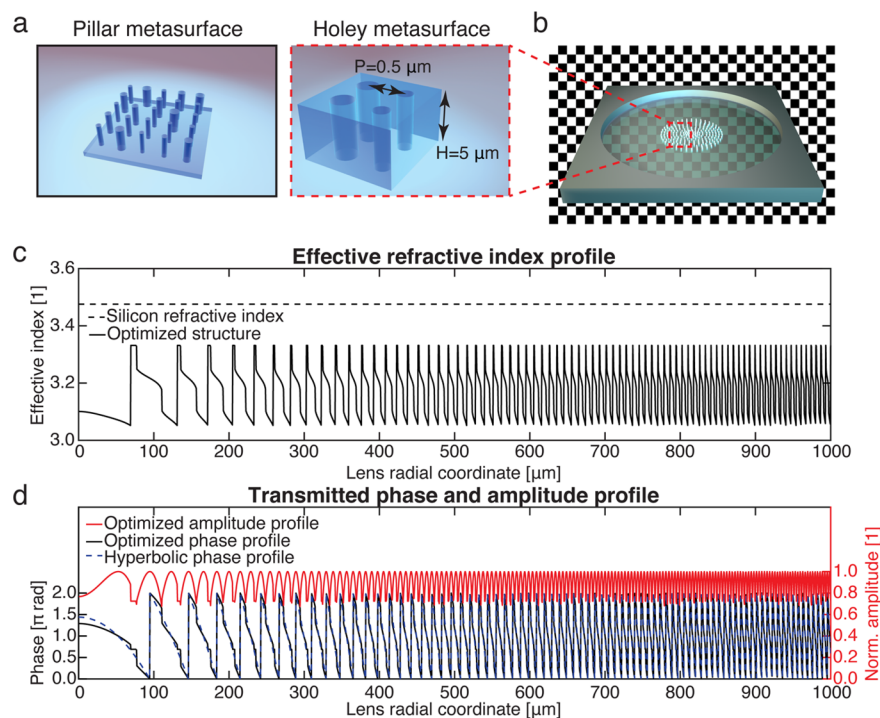 a
Pillar metasurface
Holey metasurface
b
P=0.5 µm
H=5 µm
c
Effective refractive index profile
Effective index [1]
3.6
3.4
3.2
3.0
Silicon refractive index
Optimized structure
0 100 200 300 400 500 600 700 800 900 1000
Lens radial coordinate [µm]
d
Transmitted phase and amplitude profile
Optimized amplitude profile
Optimized phase profile
Hyperbolic phase profile
Phase [π rad]
2.0
1.5
1.0
0.5
0.0
Norm. amplitude [1]
1.0
0.8
0.6
0.4
0.2
0
0 100 200 300 400 500 600 700 800 900 1000
Lens radial coordinate [µm]